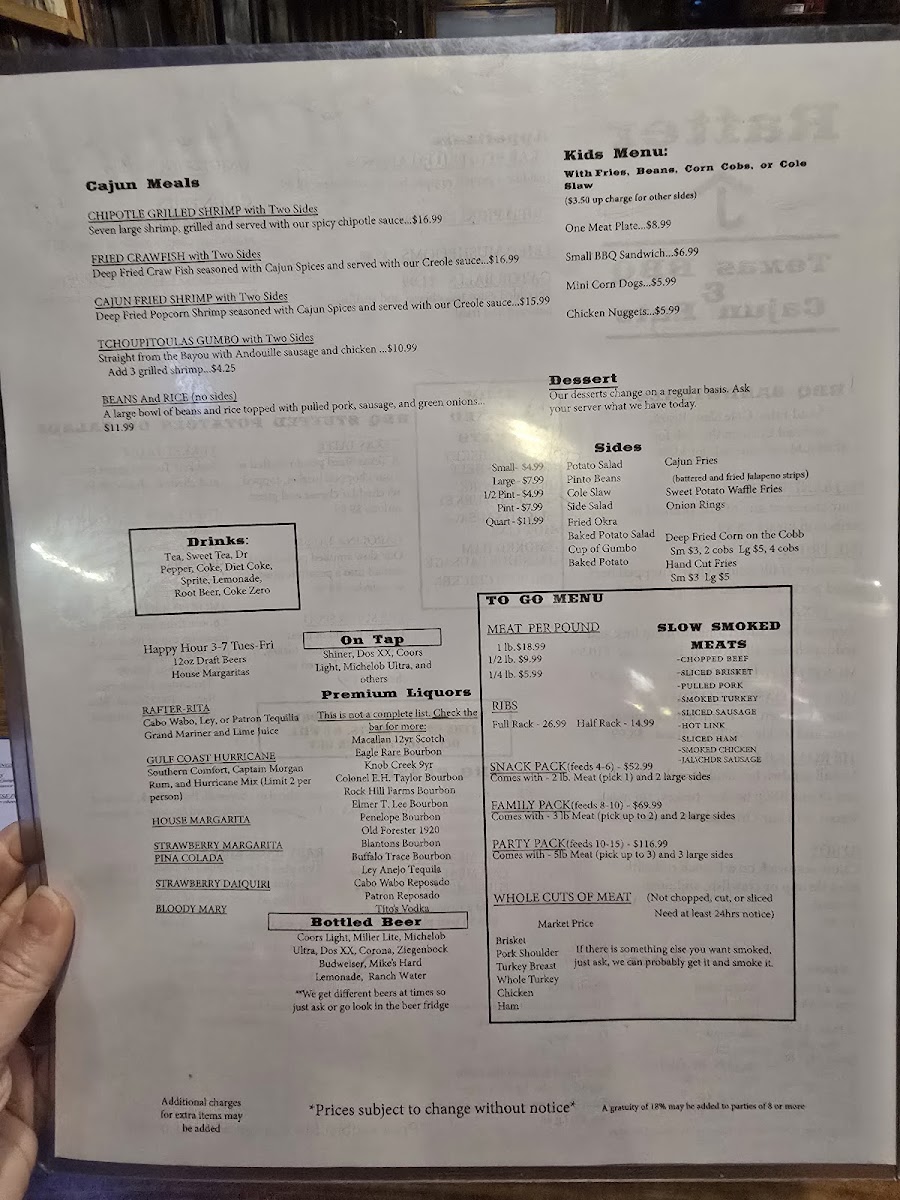 Cajun Meals
CHIPOTLE GRILLED SHRIMP with Two Sides
Seven large shrimp, grilled and served with our spicy chipotle sauce...$16.99
FRIED CRAWFISH with Two Sides
Deep Fried Craw Fish seasoned with Cajun Spices and served with our Creole sauce...$16.99
CAJUN FRIED SHRIMP with Two Sides
Deep Fried Popcorn Shrimp seasoned with Cajun Spices and served with our Creole sauce...$15.99
TCHOUPITOULAS GUMBO with Two Sides
Straight from the Bayou with Andouille sausage and chicken ...$10.99
Add 3 grilled shrimp...$4.25
BEANS And RICE (no sides)
A large bowl of beans and rice topped with pulled pork, sausage, and green onions...
$11.99
Kids Menu:
With Fries, Beans, Corn Cobs, or Cole
Slaw
($3.50 up charge for other sides)
One Meat Plate...$8.99
Small BBQ Sandwich...$6.99
Mini Corn Dogs...$5.99
Chicken Nuggets...$5.99
Dessert
Our desserts change on a regular basis. Ask
your server what we have today.
Sides
Small- $4.99
Large - $7.99
1/2 Pint - $4.99
Pint - $7.99
Quart - $11.99
Potato Salad
Pinto Beans
Cole Slaw
Side Salad
Fried Okra
Baked Potato Salad
Cup of Gumbo
Baked Potato
Cajun Fries
(battered and fried Jalapeno strips)
Sweet Potato Waffle Fries
Onion Rings
Deep Fried Corn on the Cobb
Sm $3, 2 cobs Lg $5, 4 cobs
Hand Cut Fries
Sm $3 Lg $5
Drinks:
Tea, Sweet Tea, Dr
Pepper, Coke, Diet Coke,
Sprite, Lemonade,
Root Beer, Coke Zero
Happy Hour 3-7 Tues-Fri
12oz Draft Beers
House Margaritas
RAFTER-RITA
Cabo Wabo, Ley, or Patron Tequilla
Grand Mariner and Lime Juice
GULF COAST HURRICANE
Southern Comfort, Captain Morgan
Rum, and Hurricane Mix (Limit 2 per
person)
HOUSE MARGARITA
STRAWBERRY MARGARITA
PINA COLADA
STRAWBERRY DAIQUIRI
BLOODY MARY
On Tap
Shiner, Dos XX, Coors
Light, Michelob Ultra, and
others
Premium Liquors
This is not a complete list. Check the
bar for more:
Macallan 12yr Scotch
Eagle Rare Bourbon
Knob Creek 9yr
Colonel E.H. Taylor Bourbon
Rock Hill Farms Bourbon
Elmer T. Lee Bourbon
Penelope Bourbon
Old Forester 1920
Blantons Bourbon
Buffalo Trace Bourbon
Ley Anejo Tequila
Cabo Wabo Reposado
Patron Reposado
Tito's Vodka
Bottled Beer
Coors Light, Miller Lite, Michelob
Ultra, Dos XX, Corona, Ziegenbock
Budweiser, Mike's Hard
Lemonade, Ranch Water
**We get different beers at times so
just ask or go look in the beer fridge
TO GO MENU
MEAT PER POUND
1 lb. $18.99
1/2 lb. $9.99
1/4 lb. $5.99
RIBS
Full Rack - 26.99 Half Rack - 14.99
SLOW SMOKED
MEATS
-CHOPPED BEEF
-SLICED BRISKET
-PULLED PORK
-SMOKED TURKEY
-SLICED SAUSAGE
-HOT LINK
-SLICED HAM
-SMOKED CHICKEN
-JAL/CHDR SAUSAGE
SNACK PACK(feeds 4-6) - $52.99
Comes with - 2 lb. Meat (pick 1) and 2 large sides
FAMILY PACK(feeds 8-10) - $69.99
Comes with - 3 lb Meat (pick up to 2) and 2 large sides
PARTY PACK(feeds 10-15) - $116.99
Comes with - 5lb Meat (pick up to 3) and 3 large sides
WHOLE CUTS OF MEAT (Not chopped, cut, or sliced
Need at least 24hrs notice)
Market Price
Brisket
Pork Shoulder
Turkey Breast
Whole Turkey
Chicken
Ham
If there is something else you want smoked,
just ask, we can probably get it and smoke it.
Additional charges
for extra items may
be added
*Prices subject to change without notice*
A gratuity of 18% may be added to parties of 8 or more